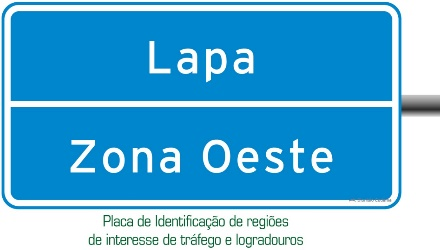 Lapa
Zona Oeste
Placa de Identificação de regiões
de interesse de tráfego e logradouros